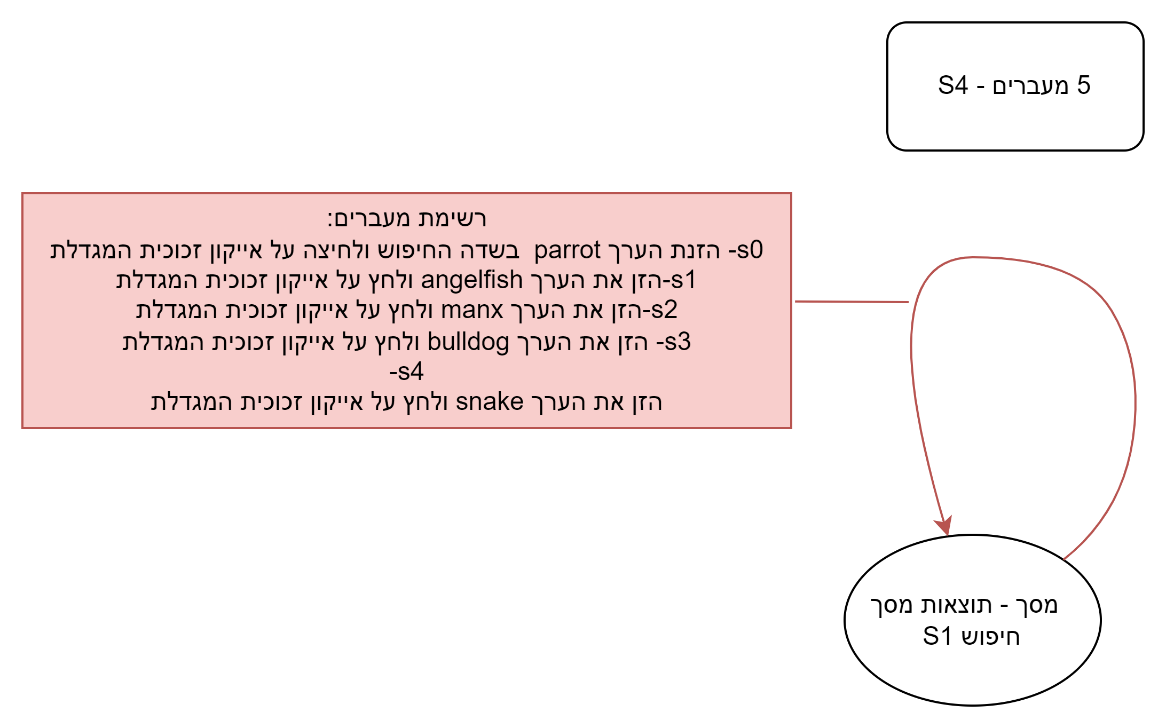 5 מעברים - S4
רשימת מעברים:
s0- הזנת הערך parrot  בשדה החיפוש ולחיצה על אייקון זכוכית המגדלת
s1-הזן את הערך angelfish ולחץ על אייקון זכוכית המגדלת
s2-הזן את הערך manx ולחץ על אייקון זכוכית המגדלת
s3- הזן את הערך bulldog ולחץ על אייקון זכוכית המגדלת
s4-
הזן את הערך snake ולחץ על אייקון זכוכית המגדלת
מסך - תוצאות מסך
חיפוש S1